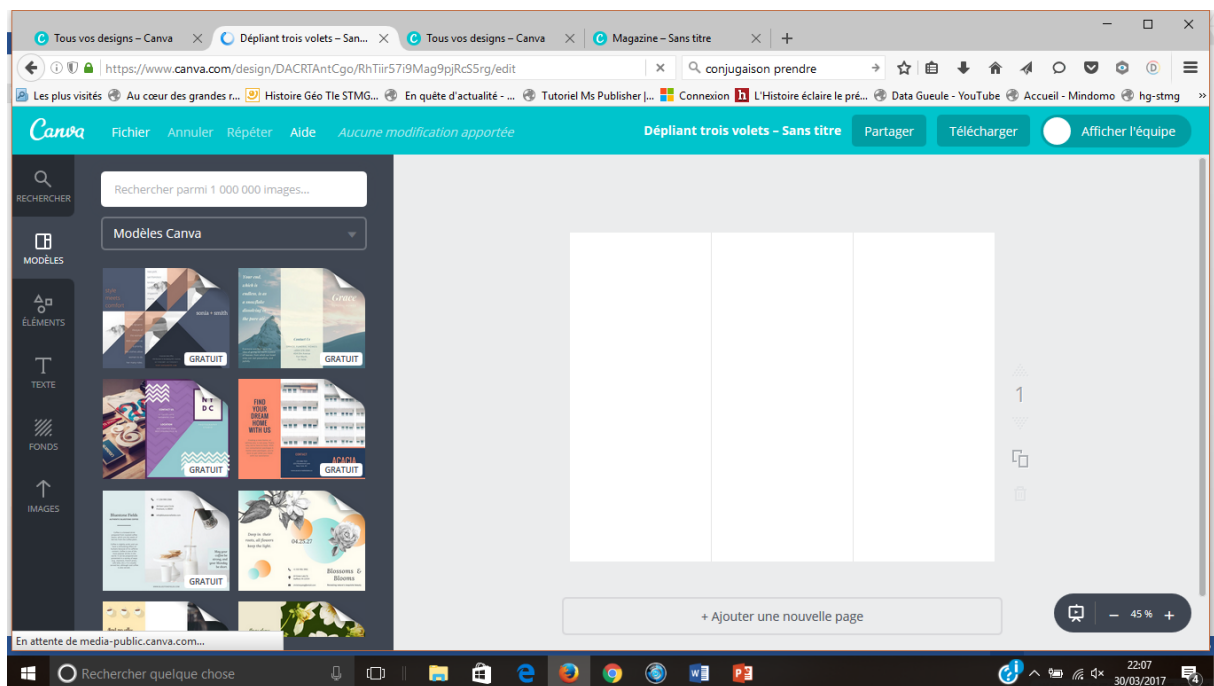 Tous vos designs – Canva
Dépliant trois volets – San...
Tous vos designs – Canva
Magazine – Sans titre
https://www.canva.com/design/DACRTAntCgo/RhTiir57i9Mag9pjRcS5rg/edit
conjugaison prendre
Les plus visités
Au cœur des grandes r...
Histoire Géo Tle STMG...
En quête d'actualité - ...
Tutoriel Ms Publisher |...
Connexion
L'Histoire éclaire le pré...
Data Gueule - YouTube
Accueil - Mindomo
hg-stmg
Canva
Fichier
Annuler
Répéter
Aide
Aucune modification apportée
Dépliant trois volets – Sans titre
Partager
Télécharger
Afficher l'équipe
RECHERCHER
MODÈLES
ÉLÉMENTS
TEXTE
FONDS
IMAGES
Rechercher parmi 1 000 000 images...
Modèles Canva
GRATUIT
Grace
GRATUIT
N Y
D C
GRATUIT
FIND
YOUR
DREAM
HOME
WITH US
ACACIA
GRATUIT
GRATUIT
04.25.27
Blossoms &
Blooms
1
+ Ajouter une nouvelle page
– 45 % +
En attente de media-public.canva.com...
Rechercher quelque chose
22:07
30/03/2017